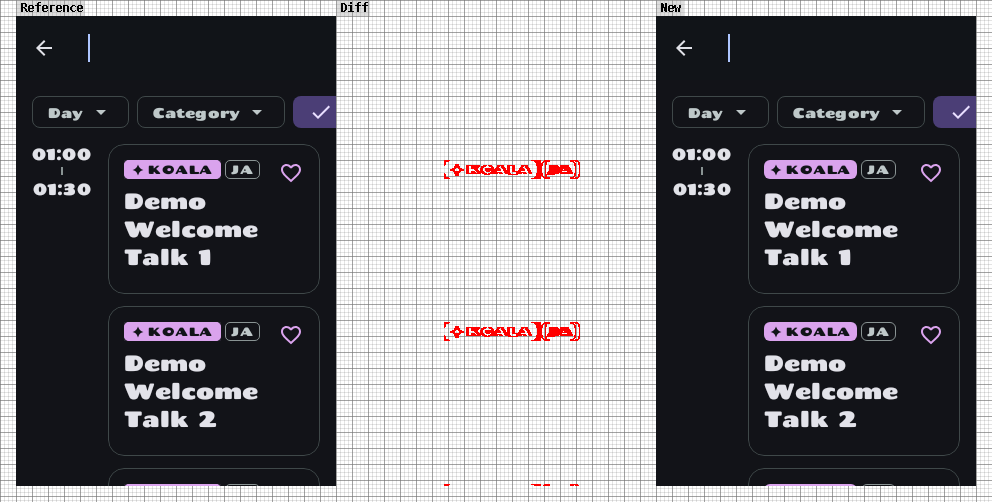 Reference Diff New
Day Category
01:00
01:30
KOALA JA
Demo
Welcome
Talk 1
KOALA JA
Demo
Welcome
Talk 2
KOALA JA
KOALA JA
Day Category
01:00
01:30
KOALA JA
Demo
Welcome
Talk 1
KOALA JA
Demo
Welcome
Talk 2